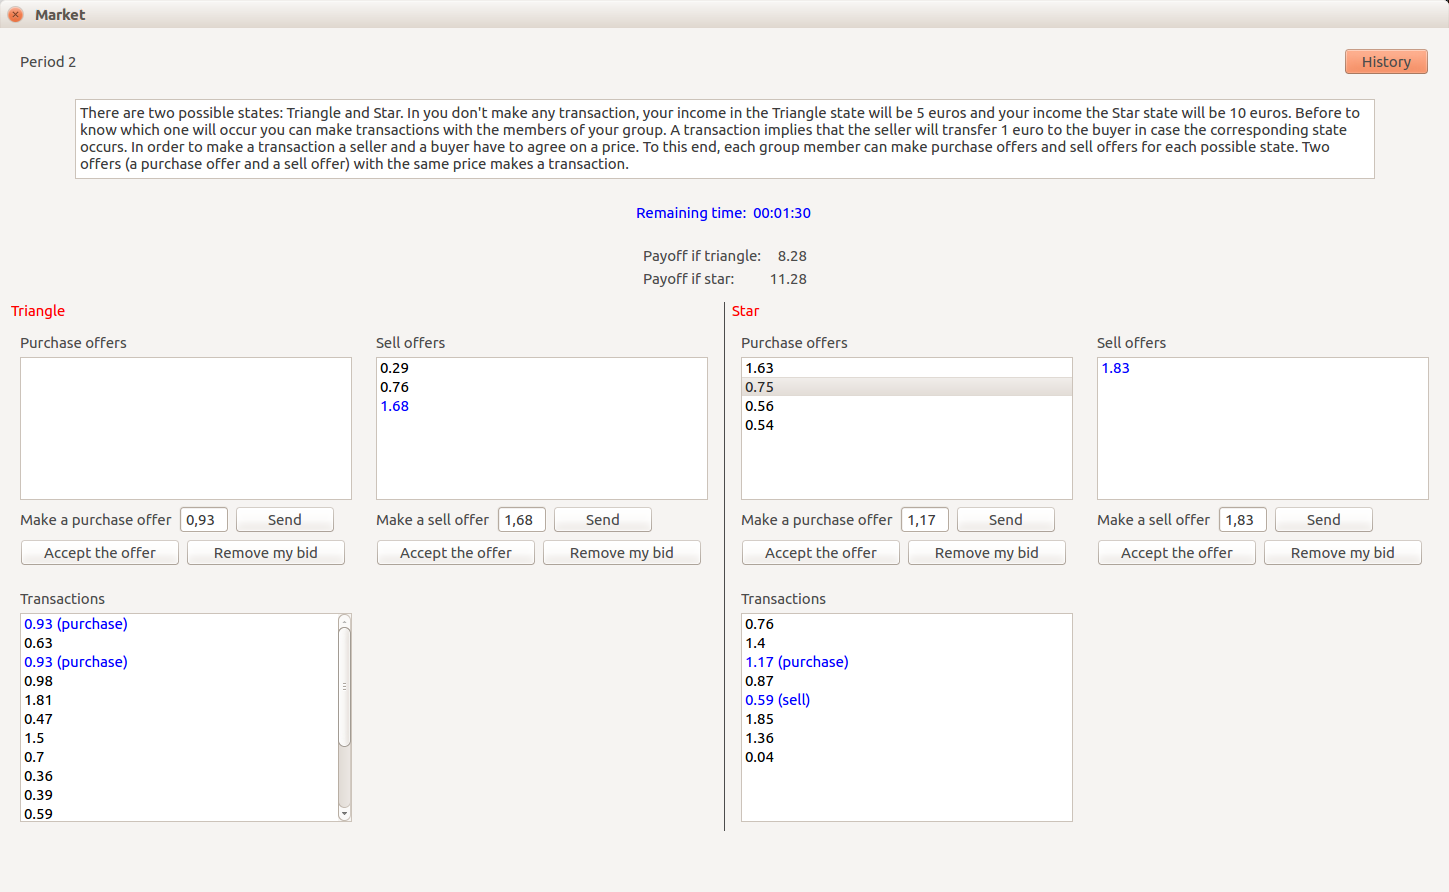 Market
Period 2
History
There are two possible states: Triangle and Star. In you don't make any transaction, your income in the Triangle state will be 5 euros and your income the Star state will be 10 euros. Before to
know which one will occur you can make transactions with the members of your group. A transaction implies that the seller will transfer 1 euro to the buyer in case the corresponding state
occurs. In order to make a transaction a seller and a buyer have to agree on a price. To this end, each group member can make purchase offers and sell offers for each possible state. Two
offers (a purchase offer and a sell offer) with the same price makes a transaction.
Remaining time: 00:01:30
Payoff if triangle: 8.28
Payoff if star: 11.28
Triangle
Purchase offers
Sell offers
0.29
0.76
1.68
Make a purchase offer 0,93 Send
Make a sell offer 1,68 Send
Accept the offer Remove my bid
Accept the offer Remove my bid
Transactions
0.93 (purchase)
0.63
0.93 (purchase)
0.98
1.81
0.47
1.5
0.7
0.36
0.39
0.59
Star
Purchase offers
1.63
0.75
0.56
0.54
Sell offers
1.83
Make a purchase offer 1,17 Send
Make a sell offer 1,83 Send
Accept the offer Remove my bid
Accept the offer Remove my bid
Transactions
0.76
1.4
1.17 (purchase)
0.87
0.59 (sell)
1.85
1.36
0.04